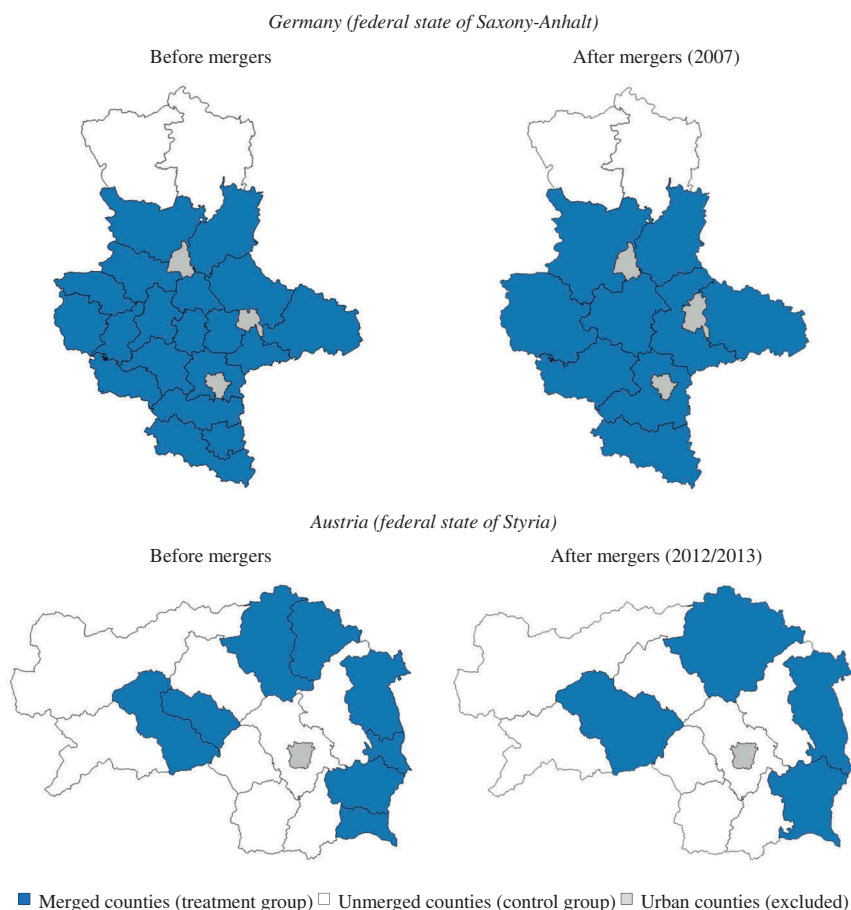 Germany (federal state of Saxony-Anhalt)
Before mergers
After mergers (2007)
Austria (federal state of Styria)
Before mergers
After mergers (2012/2013)
Merged counties (treatment group) Unmerged counties (control group) Urban counties (excluded)